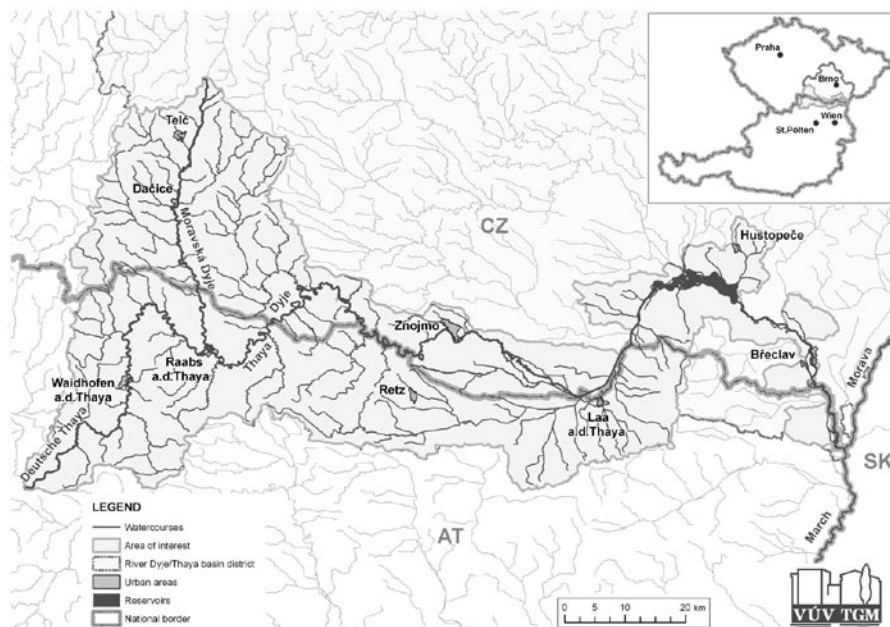 Praha
Brno
Wien
St.Pölten
Telč
Dačice
Moravská Dyje
CZ
Hustopeče
Dyje
Thaya
Znojmo
Břeclav
Morava
Raabs
a.d.Thaya
Waidhofen
a.d.Thaya
Retz
Laa
a.d.Thaya
Deutsche Thaya
SK
AT
March
LEGEND
Watercourses
Area of interest
River Dyje/Thaya basin district
Urban areas
Reservoirs
National border
0 5 10 20 km
VÚV TGM